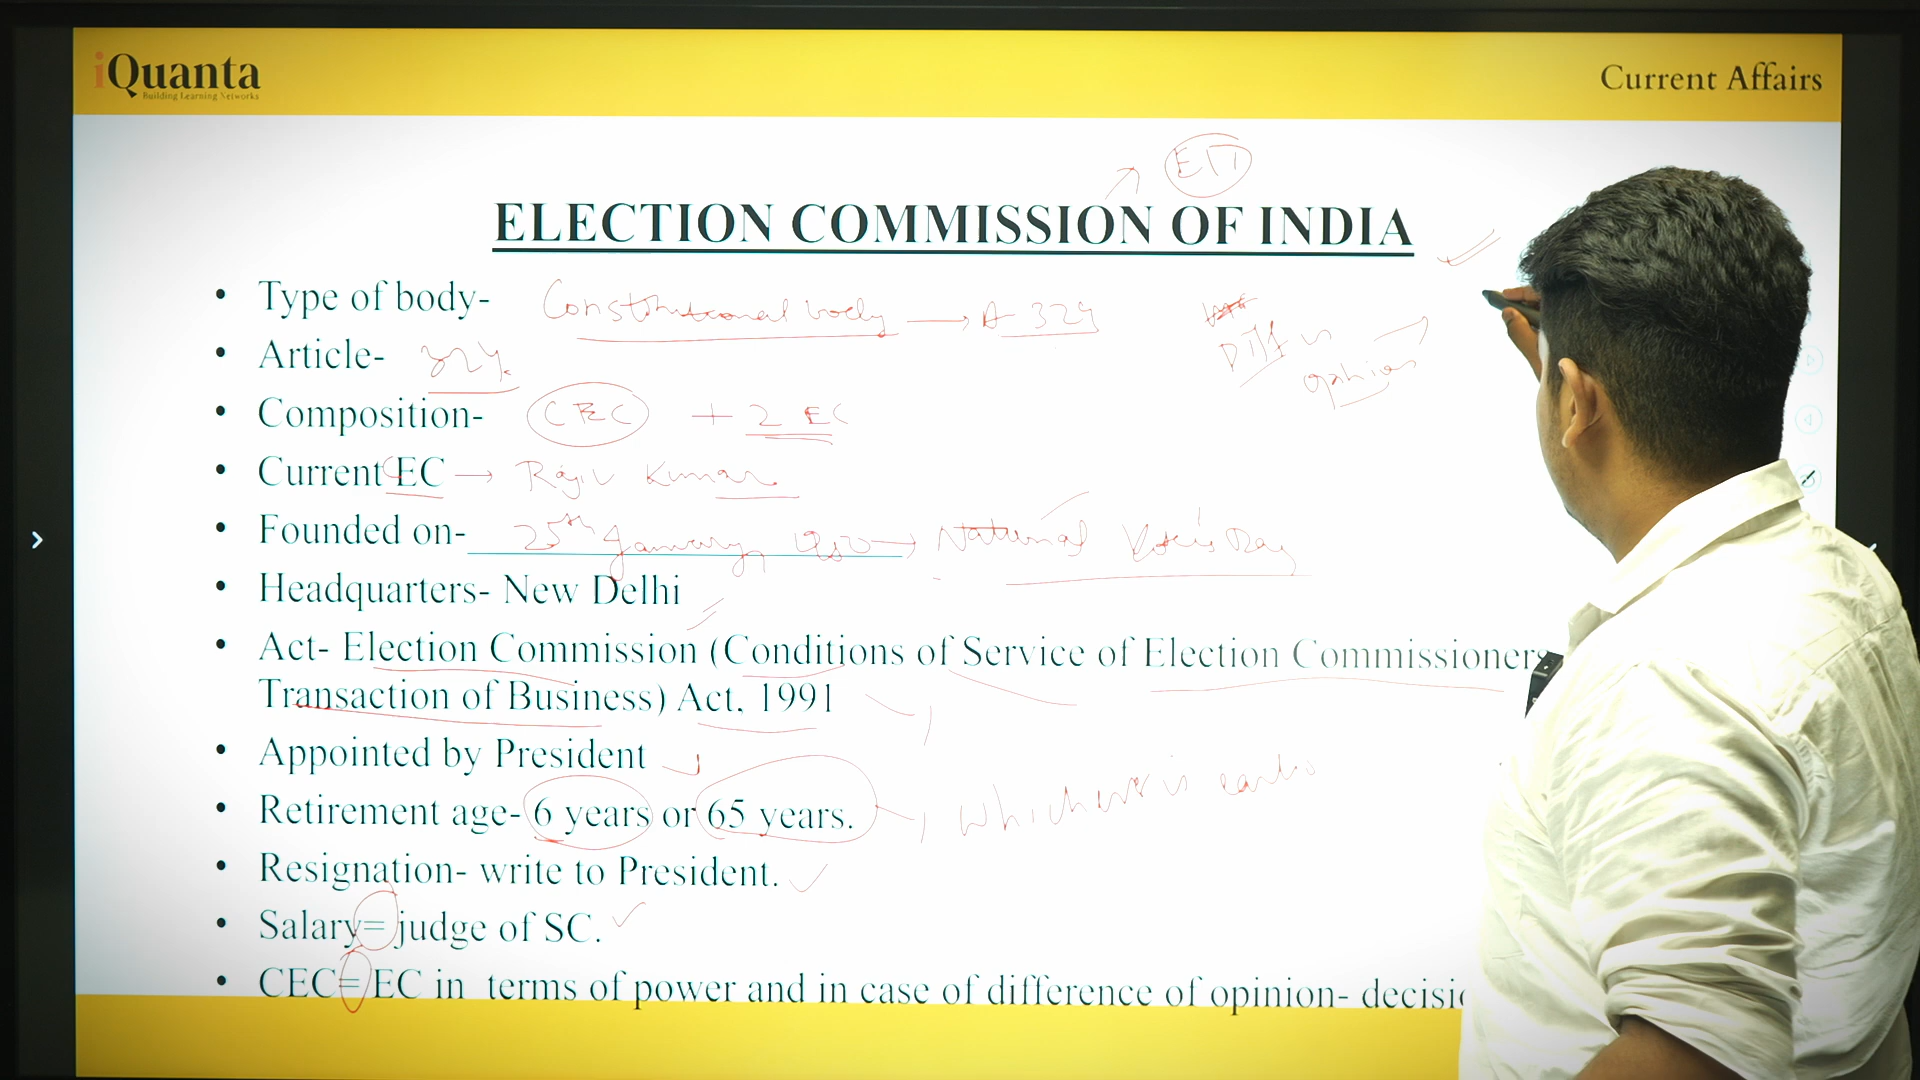 iQuanta
Building Learning Networks
Current Affairs
ELECTION COMMISSION OF INDIA
• Type of body- Constitutional body → A 324
• Article- 324
Diff in opinion
• Composition- CEC + 2 EC
• Current CEC → Rajiv Kumar
• Founded on- 25th January, 1950 → National Voter's Day
• Headquarters- New Delhi
• Act- Election Commission (Conditions of Service of Election Commissioners
Transaction of Business) Act, 1991
• Appointed by President
• Retirement age- 6 years or 65 years. → Whichever is
• Resignation- write to President.
• Salary= judge of SC.
• CEC= EC in terms of power and in case of difference of opinion-